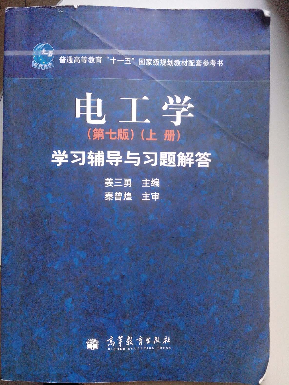 普通高等教育"十一五"国家级规划教材配套参考书
电工学
(第七版)(上册)
学习辅导与习题解答
姜三勇 主编
秦曾煌 主审
高等教育出版社